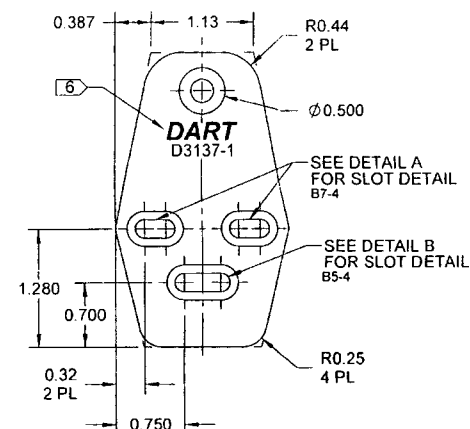 0.387
1.13
R0.44
2 PL
6
Ø0.500
DART
D3137-1
SEE DETAIL A
FOR SLOT DETAIL
B7-4
SEE DETAIL B
FOR SLOT DETAIL
B5-4
1.280
0.700
0.32
2 PL
R0.25
4 PL
0.750